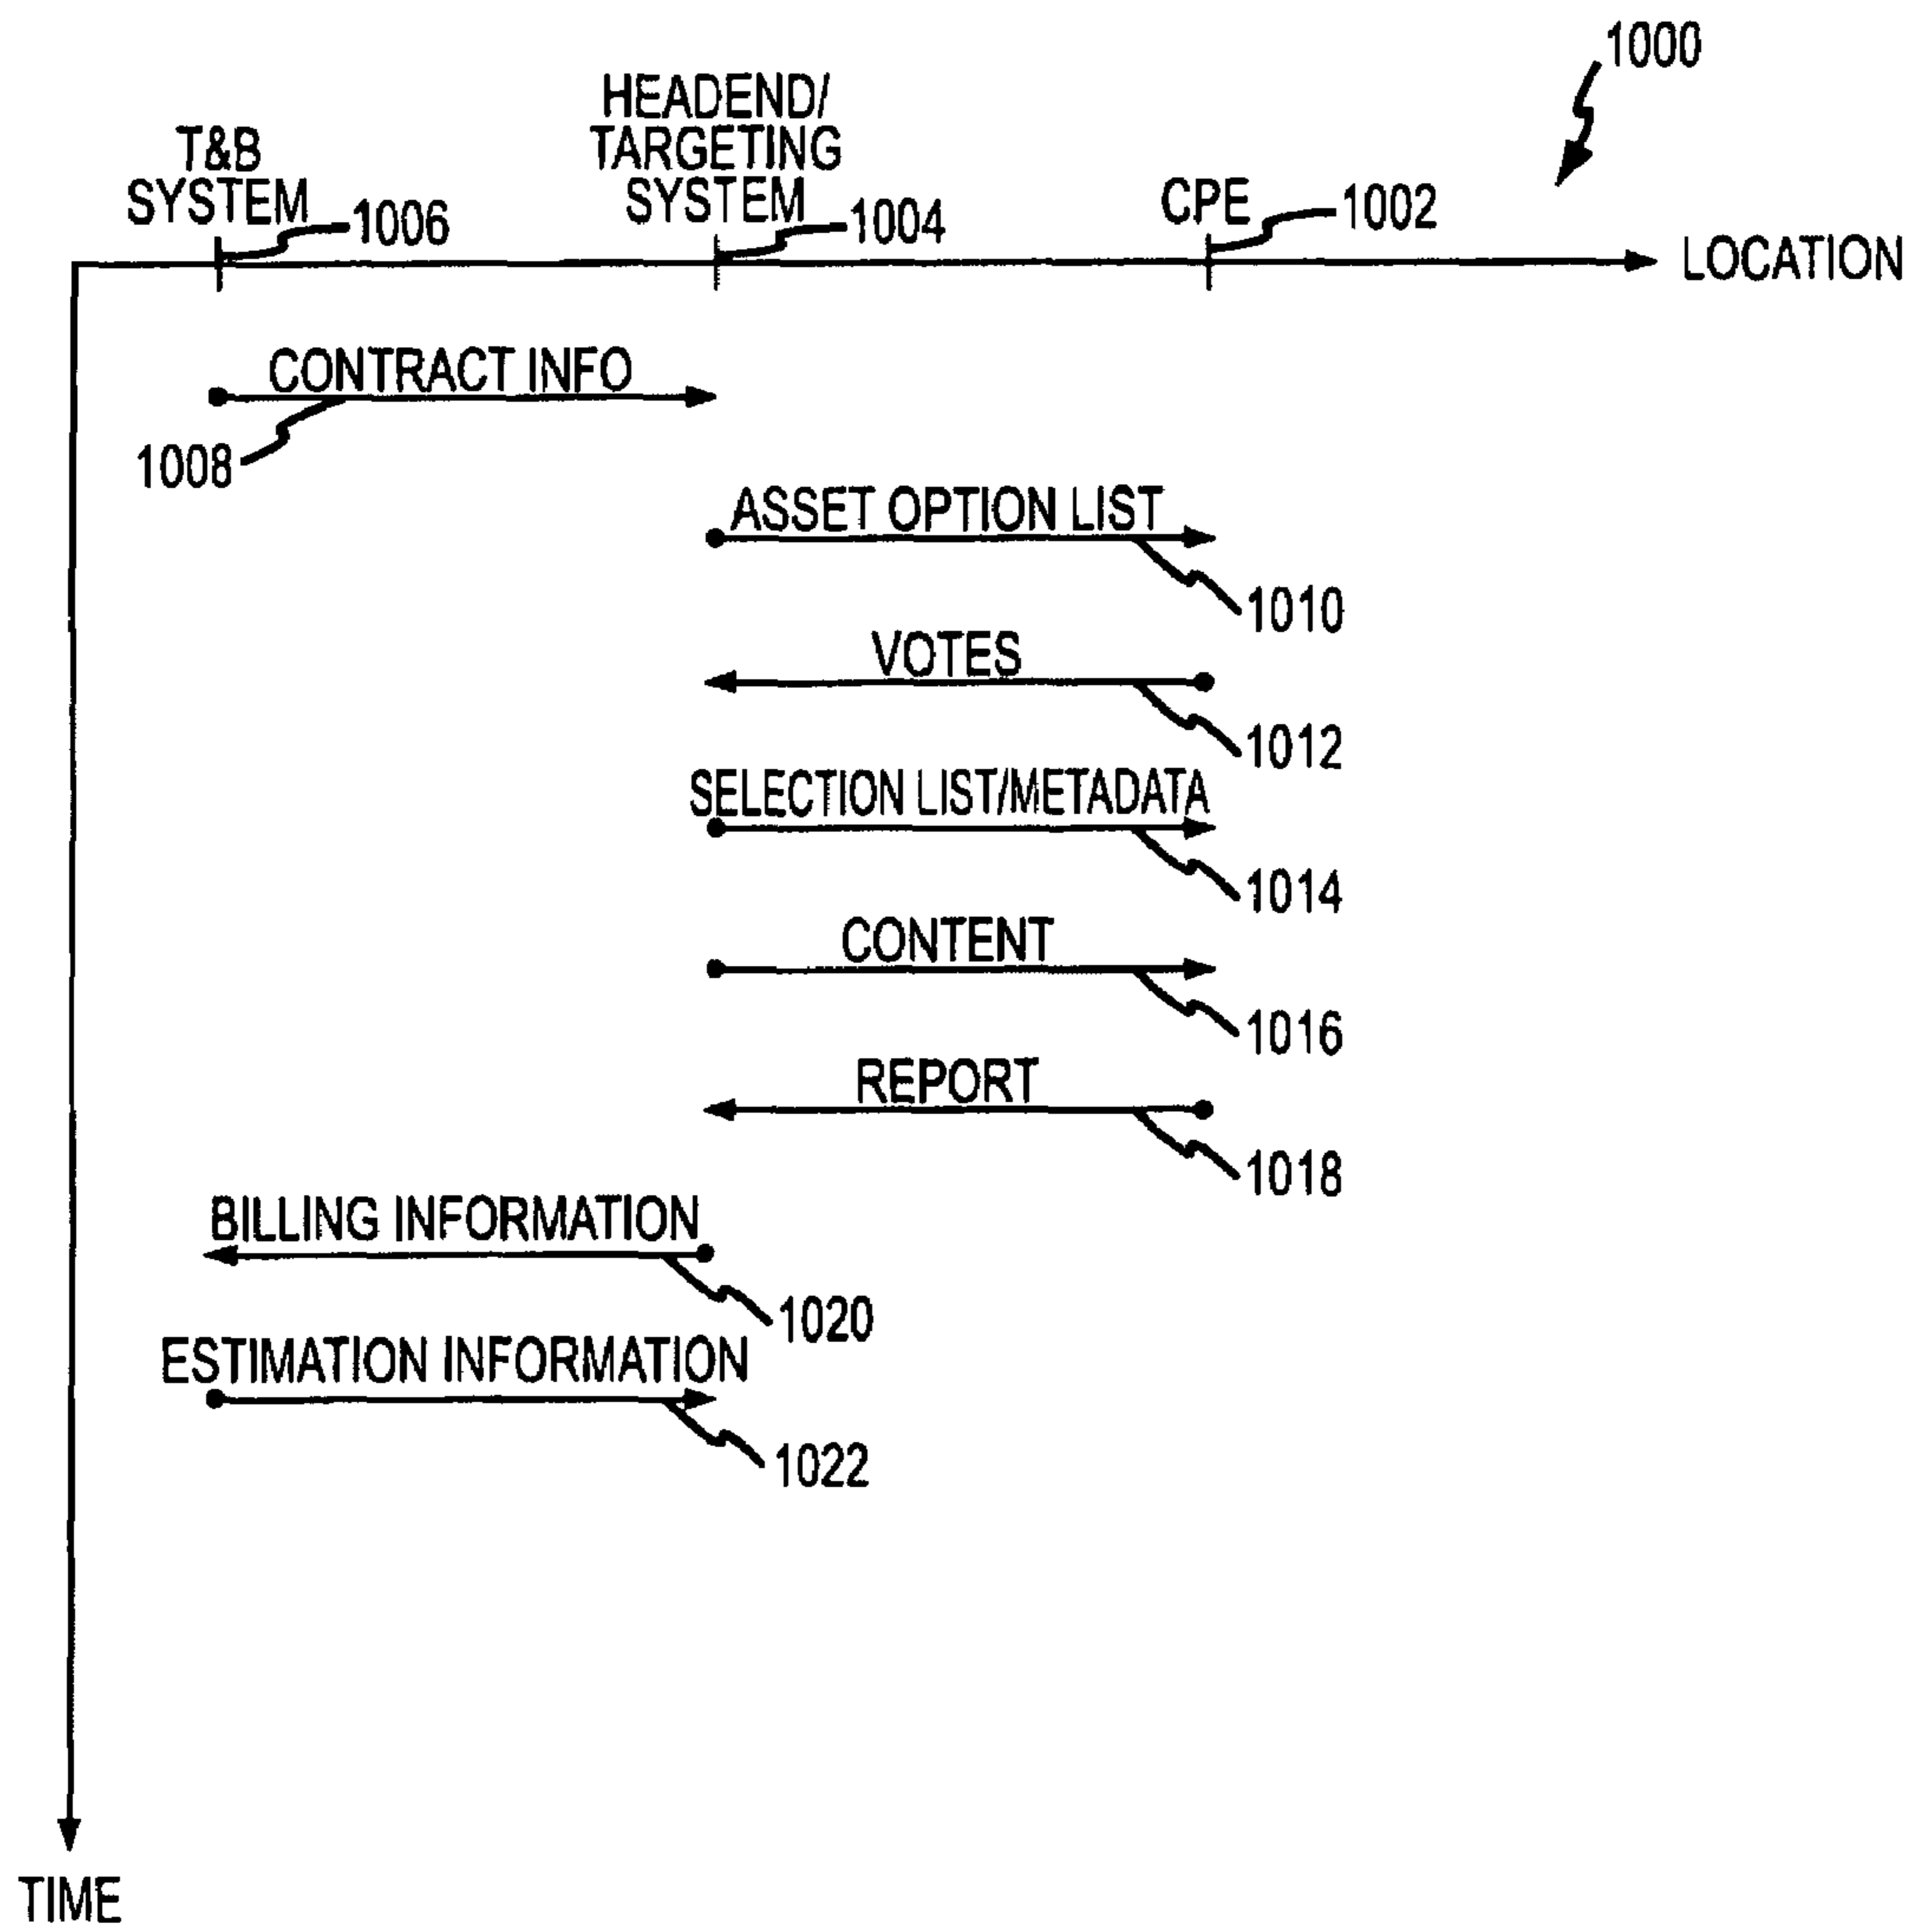 1000
HEADEND/
TARGETING
SYSTEM
T&B
SYSTEM
CPE
1006
1004
1002
LOCATION
CONTRACT INFO
1008
ASSET OPTION LIST
1010
VOTES
1012
SELECTION LIST/METADATA
1014
CONTENT
1016
REPORT
1018
BILLING INFORMATION
1020
ESTIMATION INFORMATION
1022
TIME